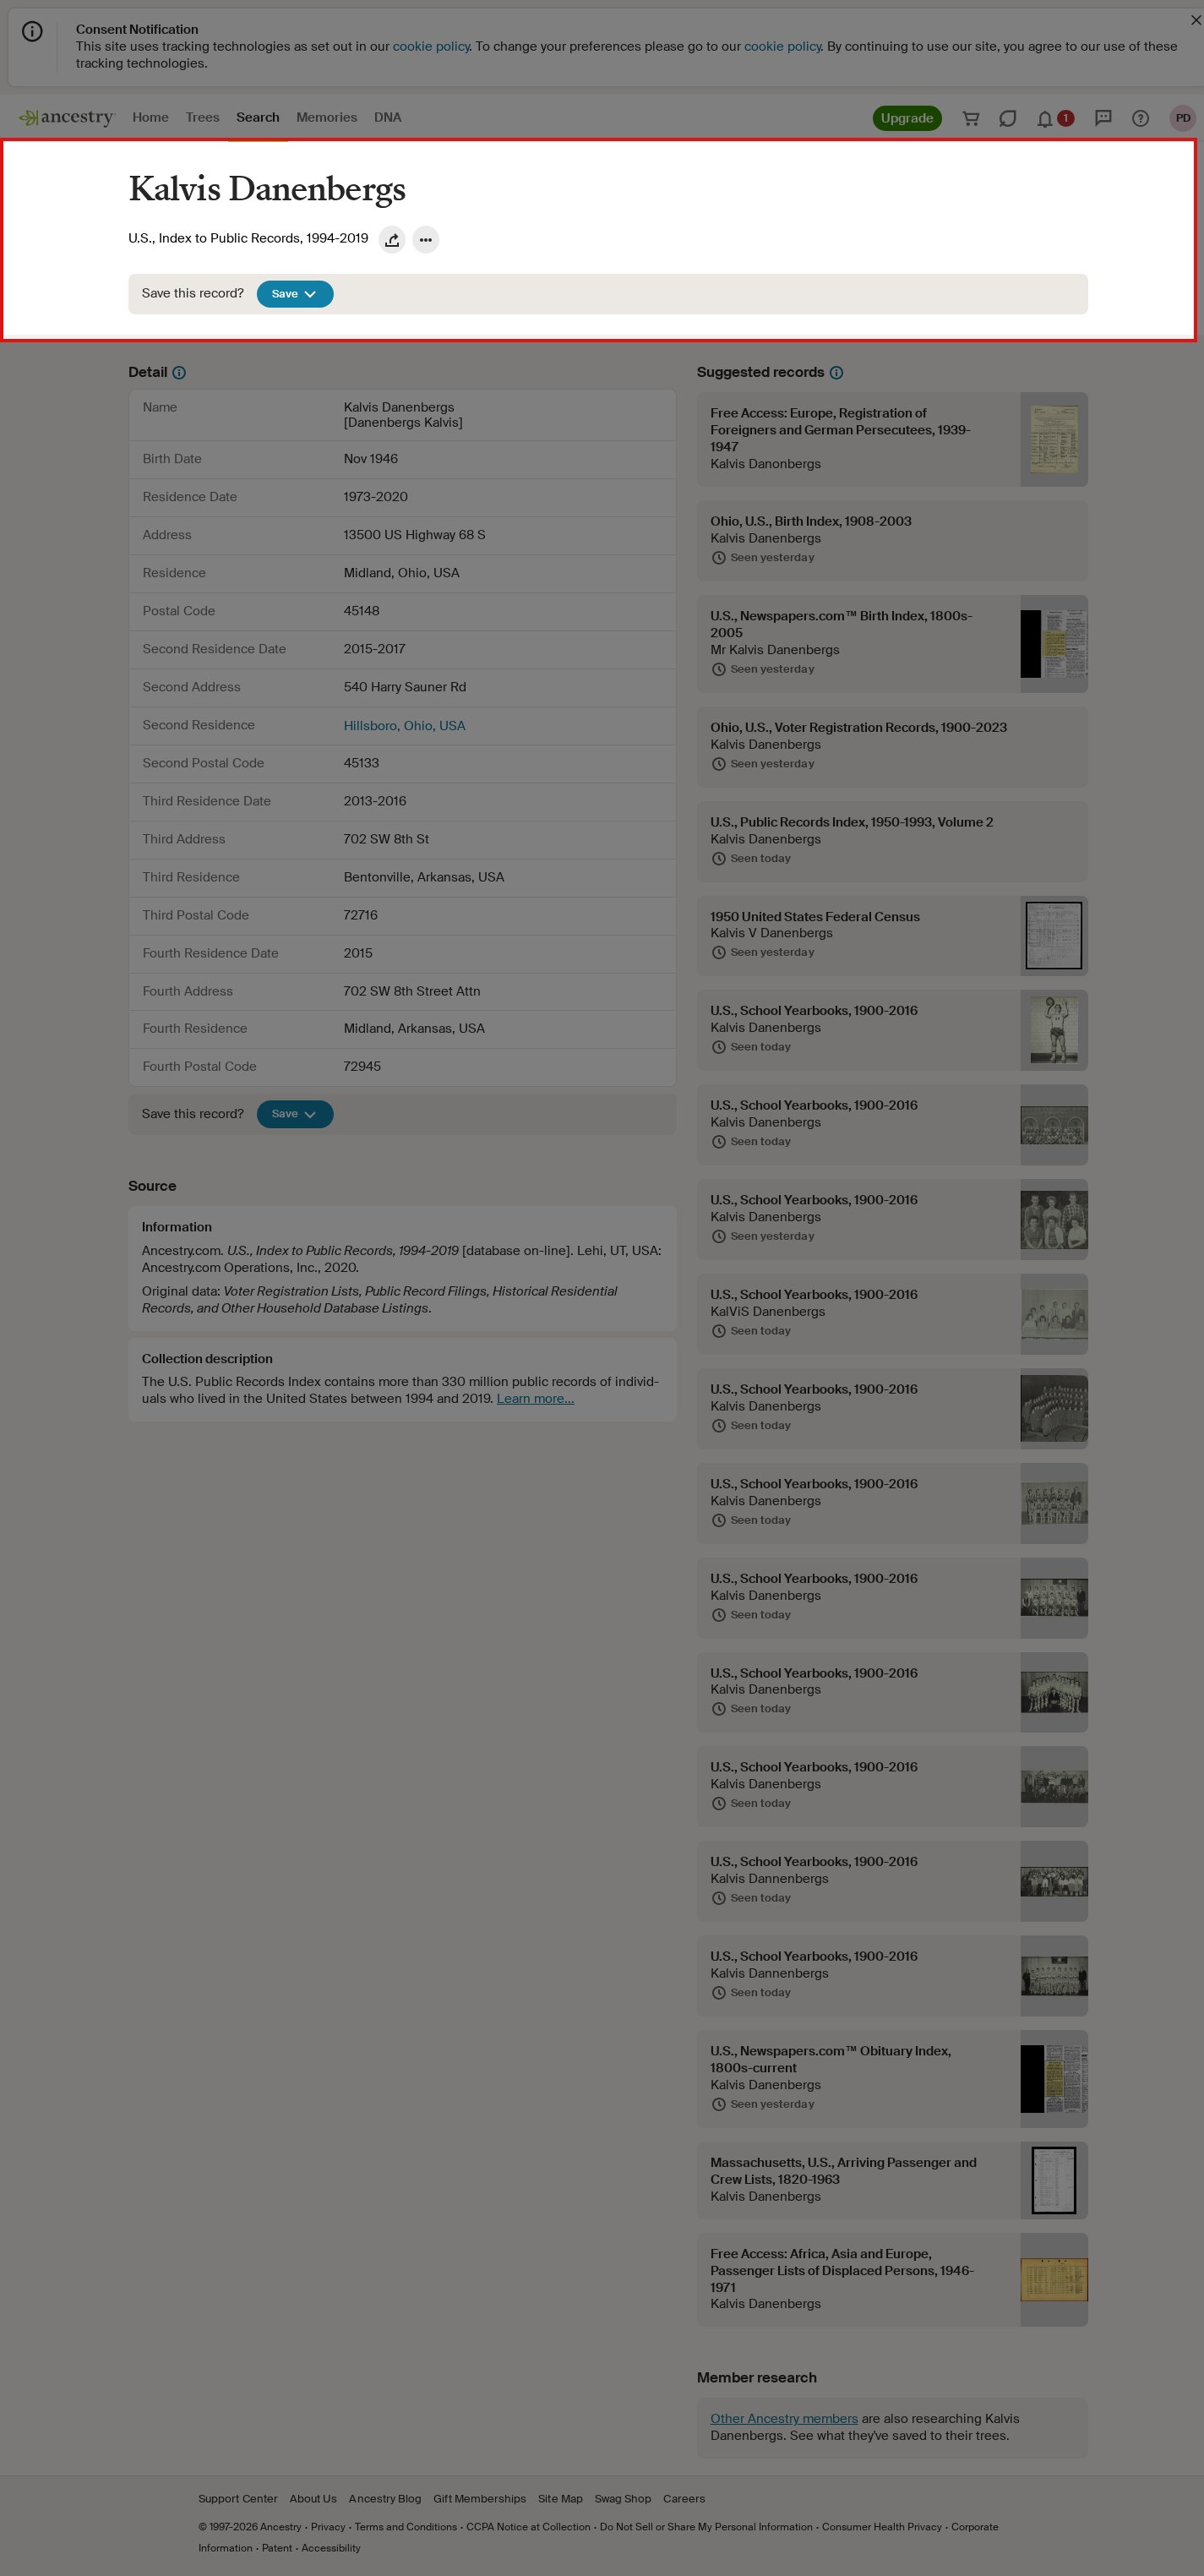 Consent Notification
This site uses tracking technologies as set out in our cookie policy. To change your preferences please go to our cookie policy. By continuing to use our site, you agree to our use of these
tracking technologies.
ancestry Home Trees Search Memories DNA Upgrade 1 PD
Kalvis Danenbergs
U.S., Index to Public Records, 1994-2019
Save this record? Save
Detail
Name Kalvis Danenbergs
[Danenbergs Kalvis]
Birth Date Nov 1946
Residence Date 1973-2020
Address 13500 US Highway 68 S
Residence Midland, Ohio, USA
Postal Code 45148
Second Residence Date 2015-2017
Second Address 540 Harry Sauner Rd
Second Residence Hillsboro, Ohio, USA
Second Postal Code 45133
Third Residence Date 2013-2016
Third Address 702 SW 8th St
Third Residence Bentonville, Arkansas, USA
Third Postal Code 72716
Fourth Residence Date 2015
Fourth Address 702 SW 8th Street Attn
Fourth Residence Midland, Arkansas, USA
Fourth Postal Code 72945
Save this record? Save
Source
Information
Ancestry.com. U.S., Index to Public Records, 1994-2019 [database on-line]. Lehi, UT, USA:
Ancestry.com Operations, Inc., 2020.
Original data: Voter Registration Lists, Public Record Filings, Historical Residential
Records, and Other Household Database Listings.
Collection description
The U.S. Public Records Index contains more than 330 million public records of individ-
uals who lived in the United States between 1994 and 2019. Learn more...
Suggested records
Free Access: Europe, Registration of
Foreigners and German Persecutees, 1939-
1947
Kalvis Danonbergs
Ohio, U.S., Birth Index, 1908-2003
Kalvis Danenbergs
Seen yesterday
U.S., Newspapers.com™ Birth Index, 1800s-
2005
Mr Kalvis Danenbergs
Seen yesterday
Ohio, U.S., Voter Registration Records, 1900-2023
Kalvis Danenbergs
Seen yesterday
U.S., Public Records Index, 1950-1993, Volume 2
Kalvis Danenbergs
Seen today
1950 United States Federal Census
Kalvis V Danenbergs
Seen yesterday
U.S., School Yearbooks, 1900-2016
Kalvis Danenbergs
Seen today
U.S., School Yearbooks, 1900-2016
Kalvis Danenbergs
Seen today
U.S., School Yearbooks, 1900-2016
Kalvis Danenbergs
Seen yesterday
U.S., School Yearbooks, 1900-2016
KalViS Danenbergs
Seen today
U.S., School Yearbooks, 1900-2016
Kalvis Danenbergs
Seen today
U.S., School Yearbooks, 1900-2016
Kalvis Danenbergs
Seen today
U.S., School Yearbooks, 1900-2016
Kalvis Danenbergs
Seen today
U.S., School Yearbooks, 1900-2016
Kalvis Danenbergs
Seen today
U.S., School Yearbooks, 1900-2016
Kalvis Danenbergs
Seen today
U.S., School Yearbooks, 1900-2016
Kalvis Dannenbergs
Seen today
U.S., School Yearbooks, 1900-2016
Kalvis Dannenbergs
Seen today
U.S., Newspapers.com™ Obituary Index,
1800s-current
Kalvis Danenbergs
Seen yesterday
Massachusetts, U.S., Arriving Passenger and
Crew Lists, 1820-1963
Kalvis Danenbergs
Free Access: Africa, Asia and Europe,
Passenger Lists of Displaced Persons, 1946-
1971
Kalvis Danenbergs
Member research
Other Ancestry members are also researching Kalvis
Danenbergs. See what they've saved to their trees.
Support Center About Us Ancestry Blog Gift Memberships Site Map Swag Shop Careers
© 1997-2026 Ancestry • Privacy • Terms and Conditions • CCPA Notice at Collection • Do Not Sell or Share My Personal Information • Consumer Health Privacy • Corporate
Information • Patent • Accessibility